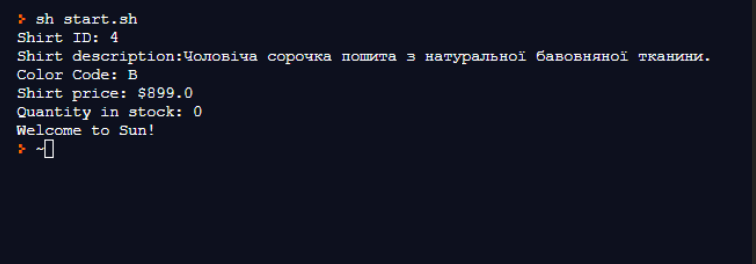 > sh start.sh
Shirt ID: 4
Shirt description:Чоловіча сорочка пошита з натуральної бавовняної тканини.
Color Code: B
Shirt price: $899.0
Quantity in stock: 0
Welcome to Sun!
> ~